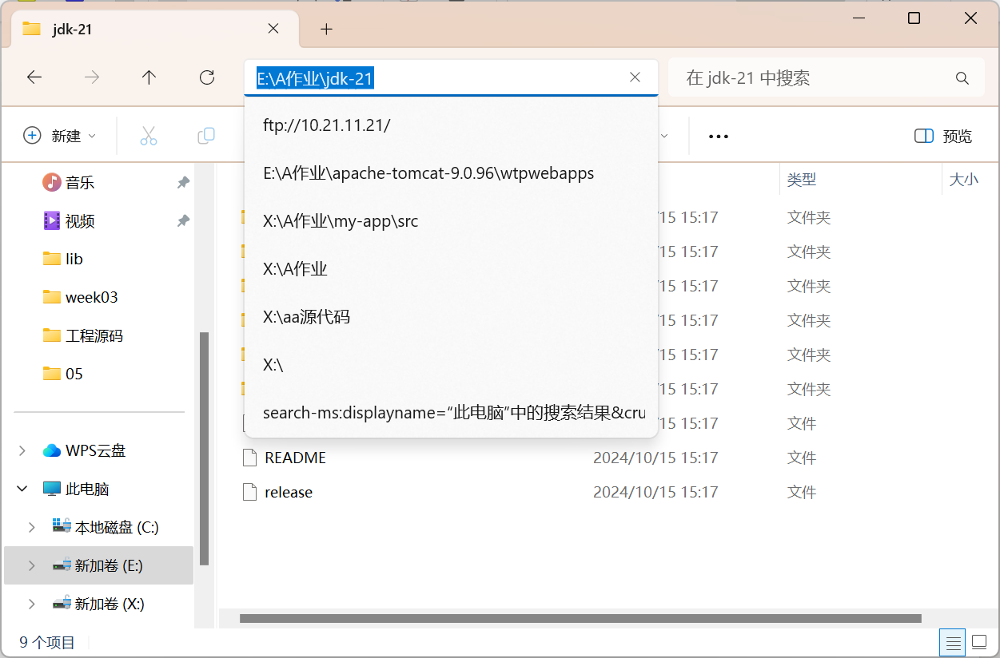 jdk-21
E:\A作业\jdk-21
在 jdk-21 中搜索
新建
预览
ftp://10.21.11.21/
E:\A作业\apache-tomcat-9.0.96\wtpwebapps
X:\A作业\my-app\src
X:\A作业
X:\aa源代码
X:\
search-ms:displayname=“此电脑”中的搜索结果&cru
音乐
视频
lib
week03
工程源码
05
WPS云盘
此电脑
本地磁盘 (C:)
新加卷 (E:)
新加卷 (X:)
类型 大小
/15 15:17 文件夹
/15 15:17 文件夹
/15 15:17 文件夹
/15 15:17 文件夹
/15 15:17 文件夹
/15 15:17 文件夹
/15 15:17 文件
README 2024/10/15 15:17 文件
release 2024/10/15 15:17 文件
9 个项目